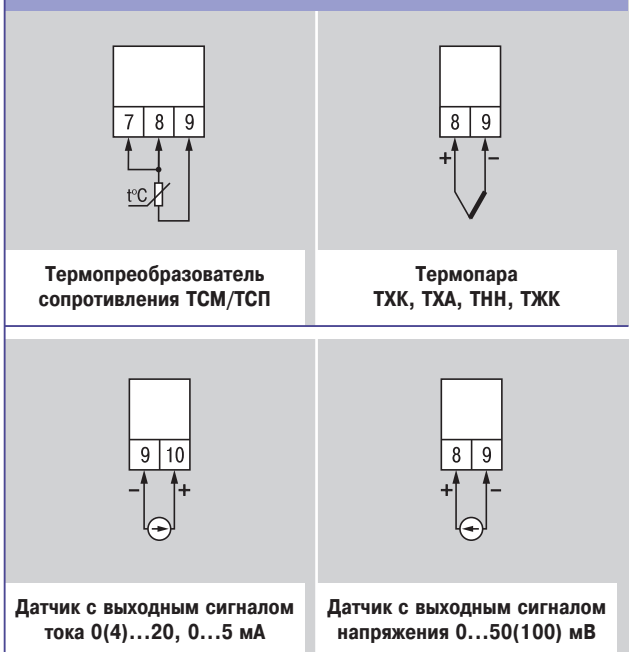 7 8 9
t°C
Термопреобразователь
сопротивления ТСМ/ТСП
8 9
+ –
Термопара
ТХК, ТХА, ТНН, ТЖК
9 10
– +
Датчик с выходным сигналом
тока 0(4)...20, 0...5 мА
8 9
+ –
Датчик с выходным сигналом
напряжения 0...50(100) мВ